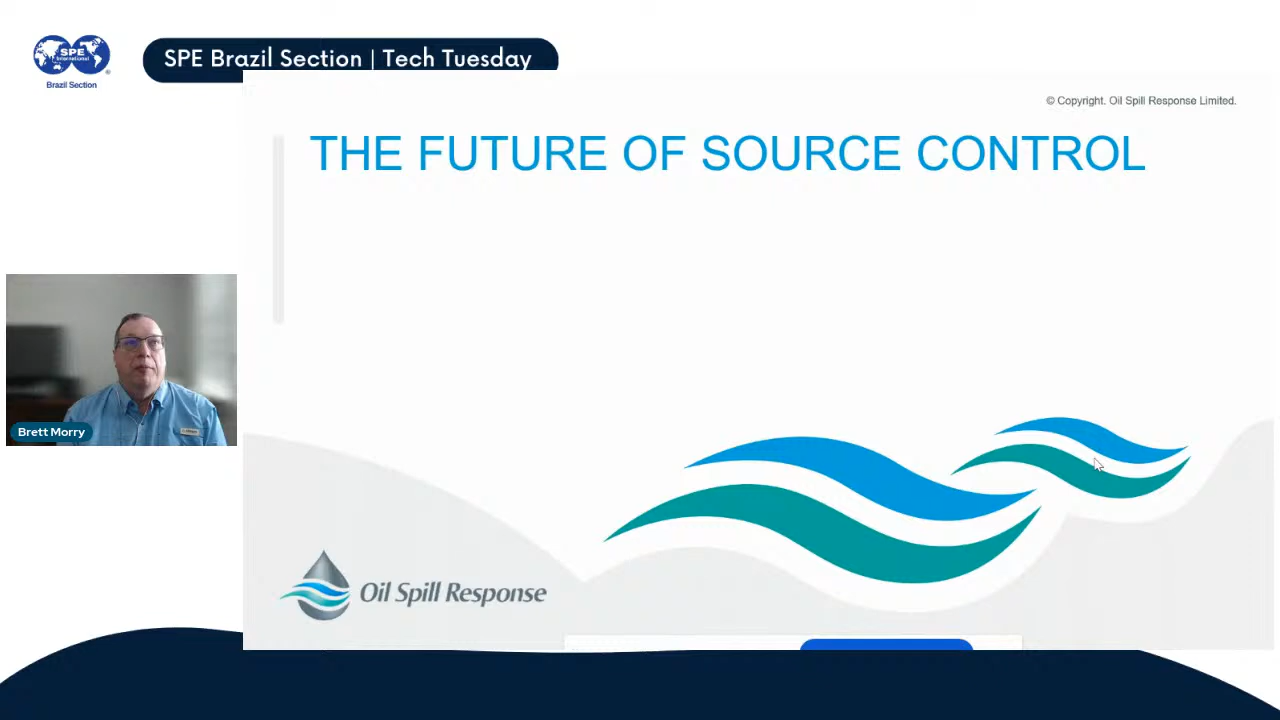 SPE
International
Brazil Section
SPE Brazil Section | Tech Tuesday
© Copyright. Oil Spill Response Limited.
THE FUTURE OF SOURCE CONTROL
Brett Morry
Oil Spill Response